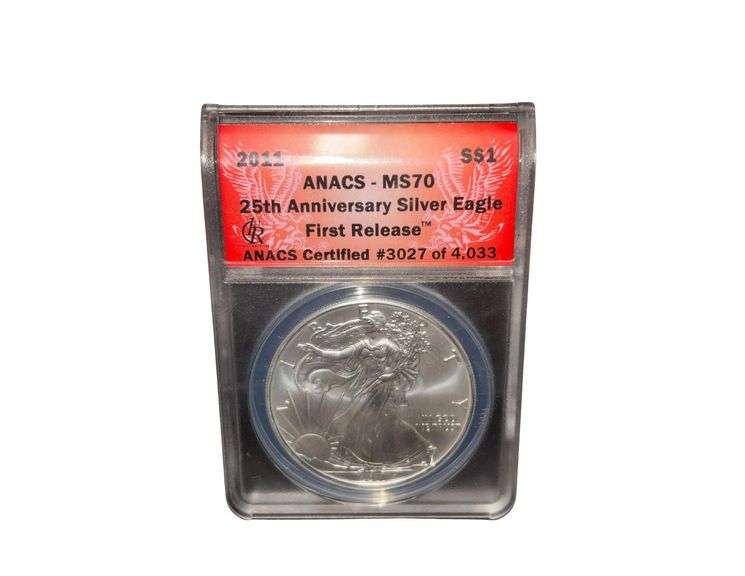 2011 S$1
ANACS - MS70
25th Anniversary Silver Eagle
First Release™
1R
ANACS Certified #3027 of 4,033
LIBERTY
IN GOD
WE TRUST